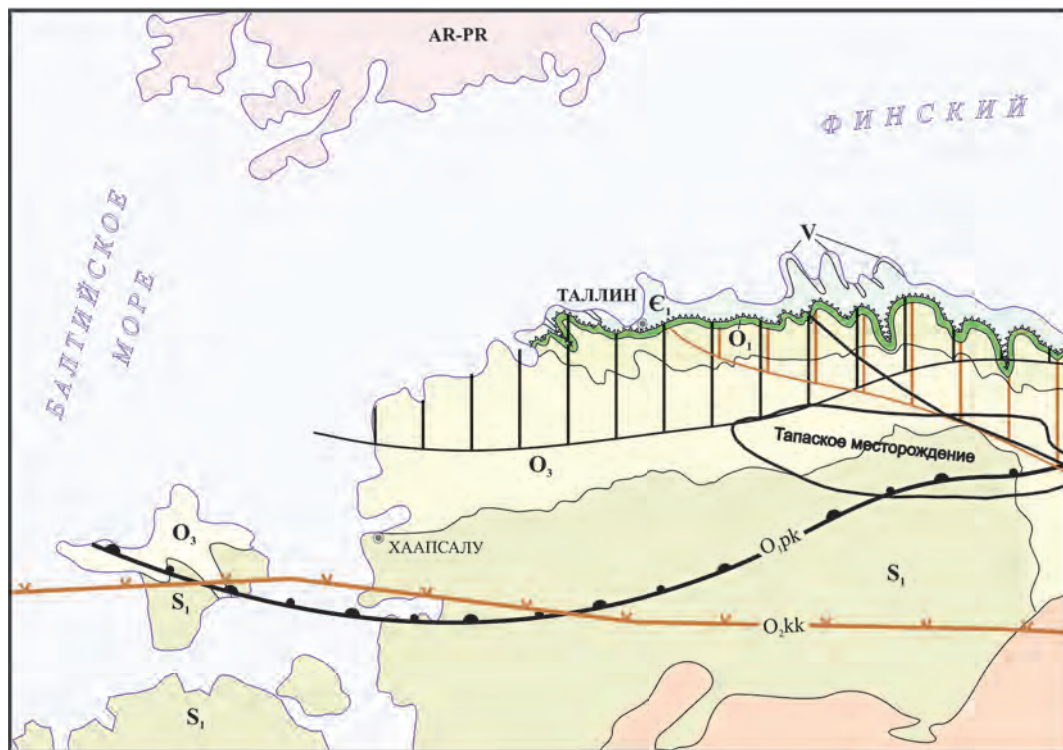 AR-PR
ФИНСКИЙ
БАЛТИЙСКОЕ
МОРЕ
V
ТАЛЛИН
Є₁
O₁
Тапаское месторождение
O₃
O₃
ХААПСАЛУ
O₁pk
S₁
S₁
O₂kk
S₁